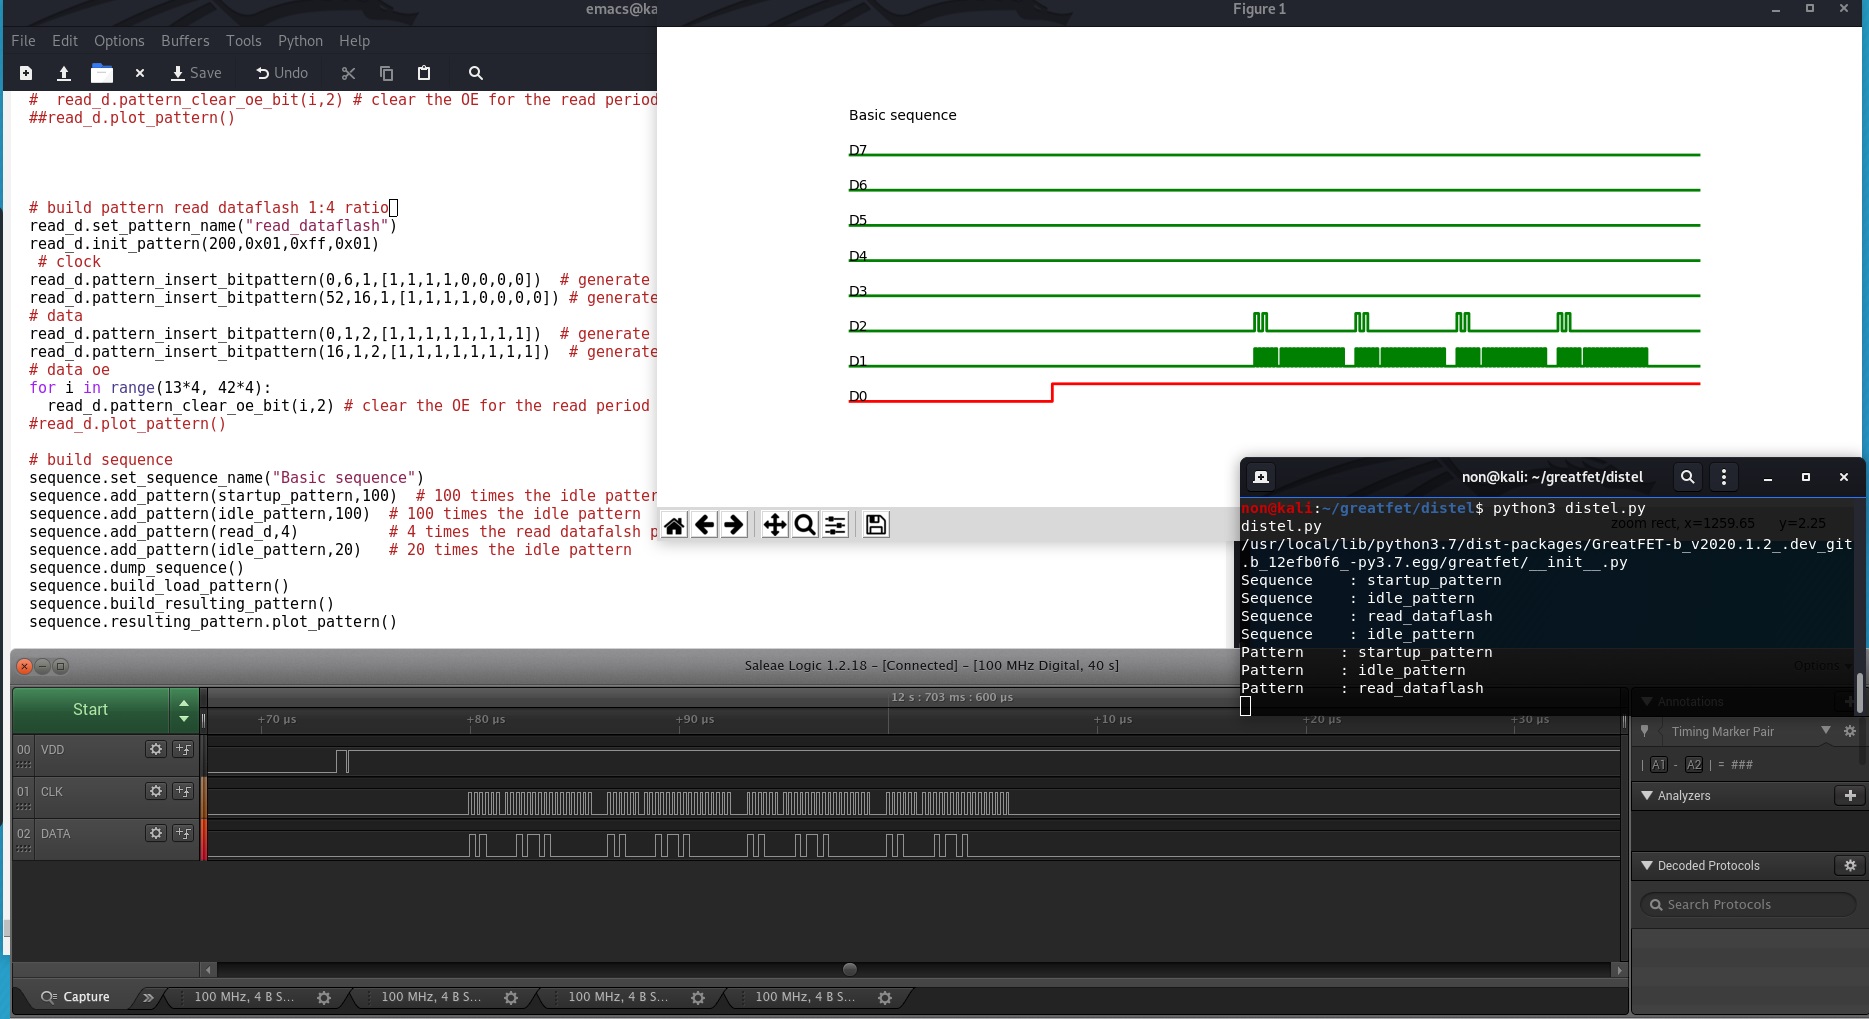 emacs@ka
File Edit Options Buffers Tools Python Help
Save Undo
#  read_d.pattern_clear_oe_bit(i,2) # clear the OE for the read period
##read_d.plot_pattern()
# build pattern read dataflash 1:4 ratio
read_d.set_pattern_name("read_dataflash")
read_d.init_pattern(200,0x01,0xff,0x01)
# clock
read_d.pattern_insert_bitpattern(0,6,1,[1,1,1,1,0,0,0,0])  # generate
read_d.pattern_insert_bitpattern(52,16,1,[1,1,1,1,0,0,0,0]) # generate
# data
read_d.pattern_insert_bitpattern(0,1,2,[1,1,1,1,1,1,1,1])  # generate
read_d.pattern_insert_bitpattern(16,1,2,[1,1,1,1,1,1,1,1])  # generate
# data oe
for i in range(13*4, 42*4):
read_d.pattern_clear_oe_bit(i,2) # clear the OE for the read period
#read_d.plot_pattern()
# build sequence
sequence.set_sequence_name("Basic sequence")
sequence.add_pattern(startup_pattern,100)  # 100 times the idle patter
sequence.add_pattern(idle_pattern,100)  # 100 times the idle pattern
sequence.add_pattern(read_d,4)          # 4 times the read datafalsh p
sequence.add_pattern(idle_pattern,20)   # 20 times the idle pattern
sequence.dump_sequence()
sequence.build_load_pattern()
sequence.build_resulting_pattern()
sequence.resulting_pattern.plot_pattern()
Figure 1
Basic sequence
D7
D6
D5
D4
D3
D2
D1
D0
zoom rect, x=1259.65 y=2.25
non@kali: ~/greatfet/distel
non@kali:~/greatfet/distel$ python3 distel.py
distel.py
/usr/local/lib/python3.7/dist-packages/GreatFET-b_v2020.1.2_.dev_git
.b_12efb0f6_-py3.7.egg/greatfet/__init__.py
Sequence    : startup_pattern
Sequence    : idle_pattern
Sequence    : read_dataflash
Sequence    : idle_pattern
Pattern    : startup_pattern
Pattern    : idle_pattern
Pattern    : read_dataflash
Saleae Logic 1.2.18 - [Connected] - [100 MHz Digital, 40 s]
Options
Start
12 s : 703 ms : 600 µs
+70 µs +80 µs +90 µs +10 µs +20 µs +30 µs
00 VDD
01 CLK
02 DATA
Annotations
Timing Marker Pair
| A1 - A2 | = ###
Analyzers
Decoded Protocols
Search Protocols
Capture
100 MHz, 4 B S...
100 MHz, 4 B S...
100 MHz, 4 B S...
100 MHz, 4 B S...